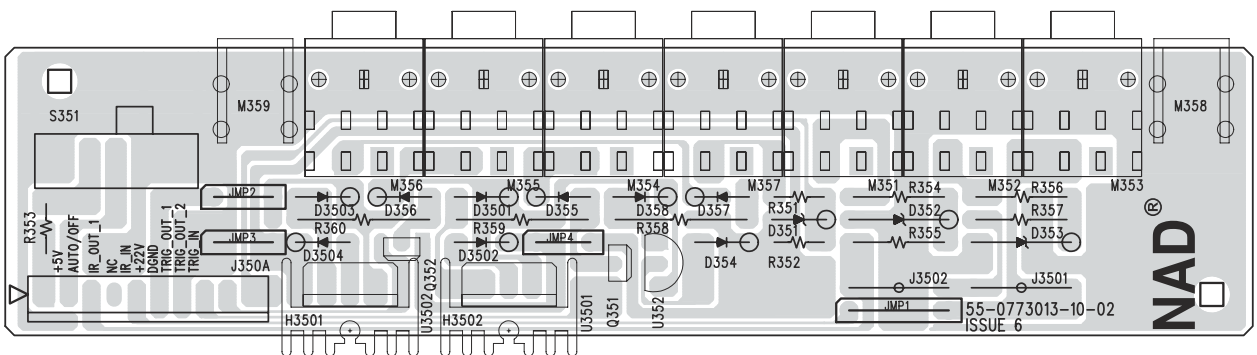 S351
M359
M358
JMP2
M356
M355
M354
M357
M351
R354
M352
R356
M353
R353
+5V
AUTO/OFF
IR_OUT_1
NC
IR_IN
+22V
DGND
TRIG_OUT_1
TRIG_OUT_2
TRIG_IN
D3503
D356
D3501
D355
D358
D357
R351
D352
R357
R360
R359
R358
D351
R355
D353
JMP3
D3504
D3502
JMP4
D354
R352
J350A
Q352
J3502
J3501
H3501
U3502
H3502
U3501
Q351
U352
JMP1
55-0773013-10-02
ISSUE 6
NAD®